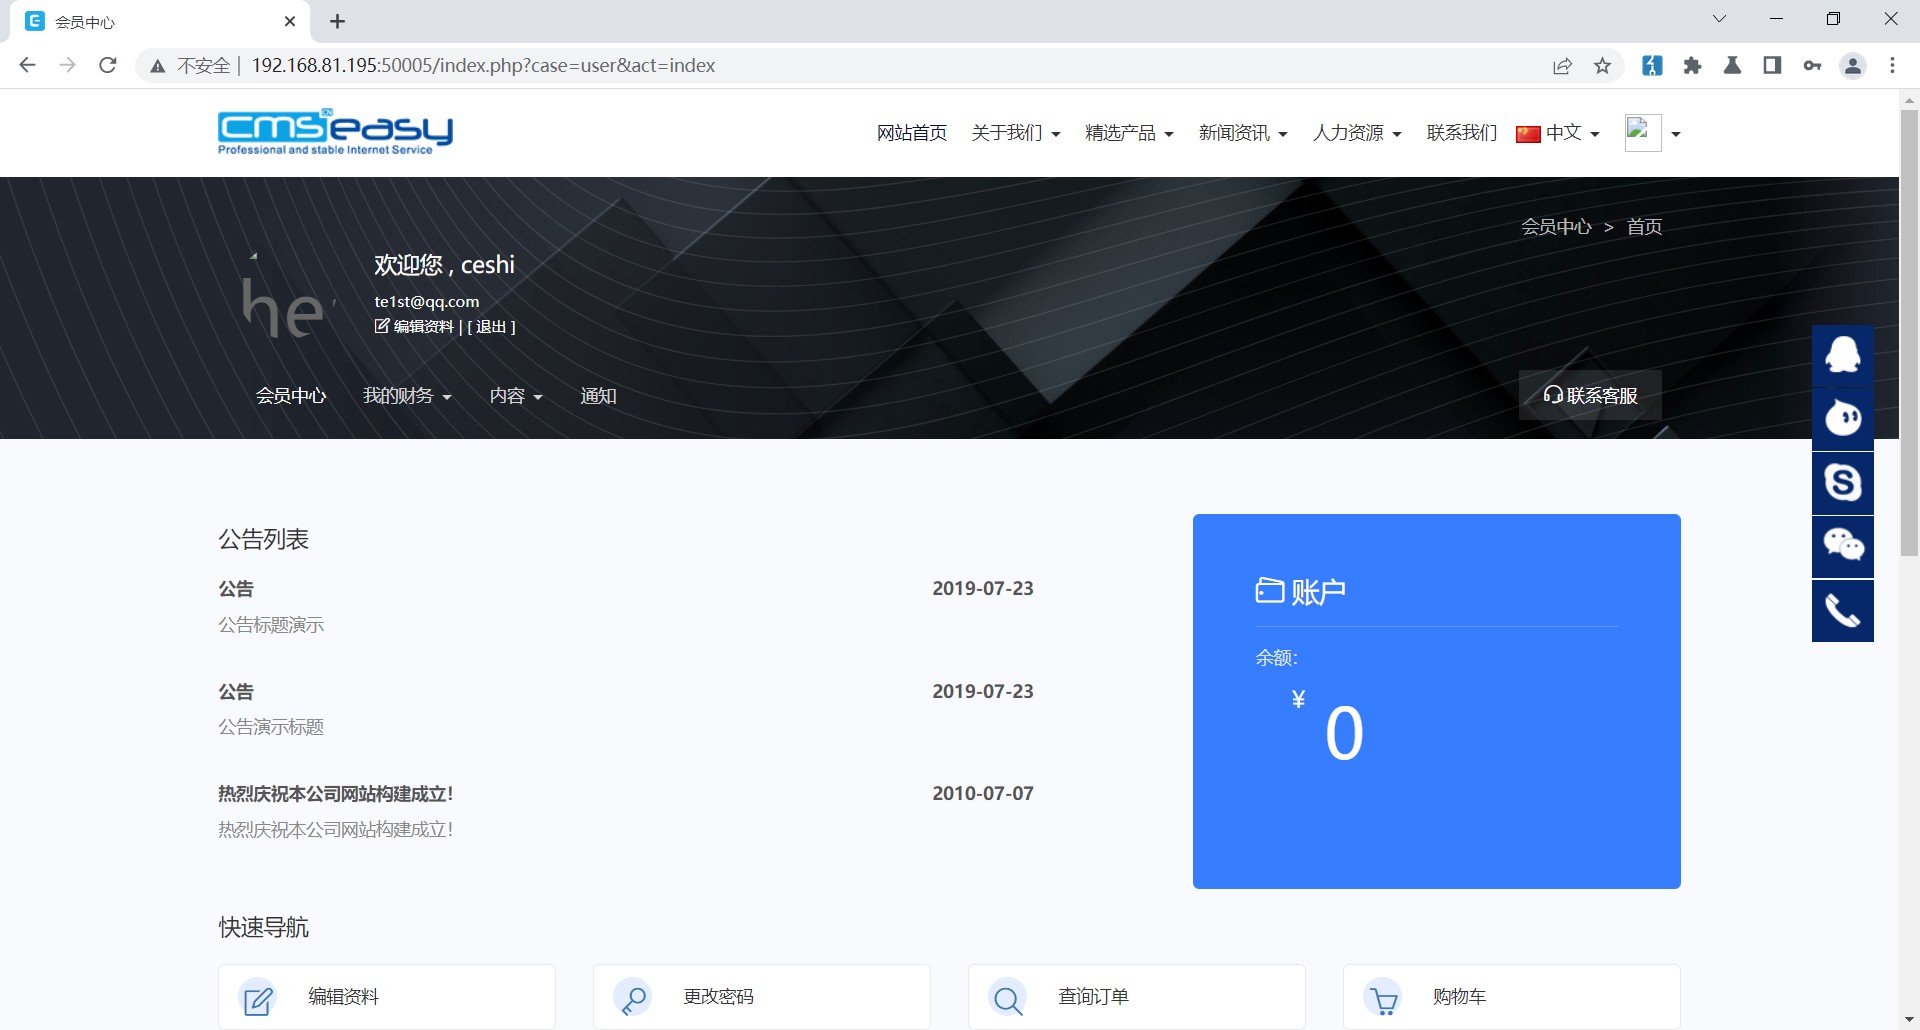 会员中心
不安全 | 192.168.81.195:50005/index.php?case=user&act=index
CMSeasy CN
Professional and stable Internet Service
网站首页 关于我们 精选产品 新闻资讯 人力资源 联系我们 中文
会员中心 > 首页
he
欢迎您 , ceshi
te1st@qq.com
编辑资料 | [ 退出 ]
会员中心 我的财务 内容 通知
联系客服
公告列表
公告 2019-07-23
公告标题演示
公告 2019-07-23
公告演示标题
热烈庆祝本公司网站构建成立! 2010-07-07
热烈庆祝本公司网站构建成立!
账户
余额:
¥ 0
快速导航
编辑资料 更改密码 查询订单 购物车